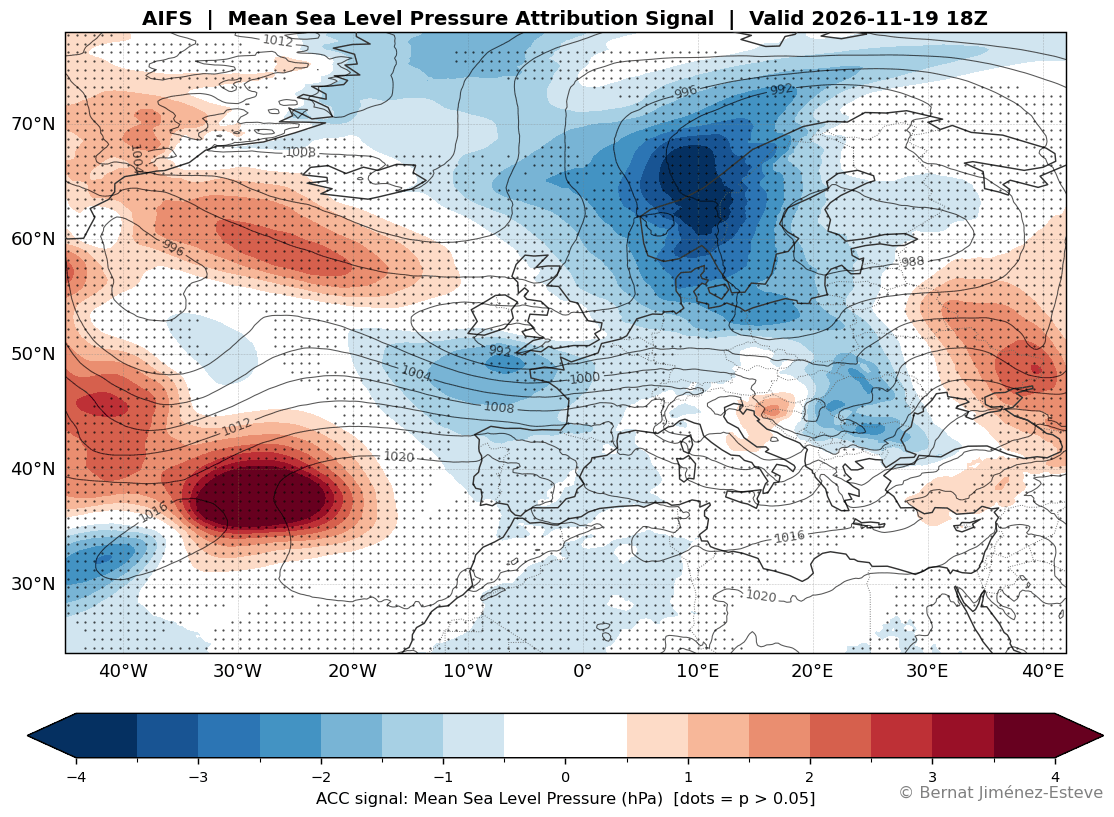 AIFS | Mean Sea Level Pressure Attribution Signal | Valid 2026-11-19 18Z
1012
996
992
70°N
1004
1008
60°N
996
988
50°N
992
1004
1000
1008
1012
40°N
1020
1016
1016
30°N
1020
40°W 30°W 20°W 10°W 0° 10°E 20°E 30°E 40°E
−4 −3 −2 −1 0 1 2 3 4
ACC signal: Mean Sea Level Pressure (hPa) [dots = p > 0.05]
© Bernat Jiménez-Esteve